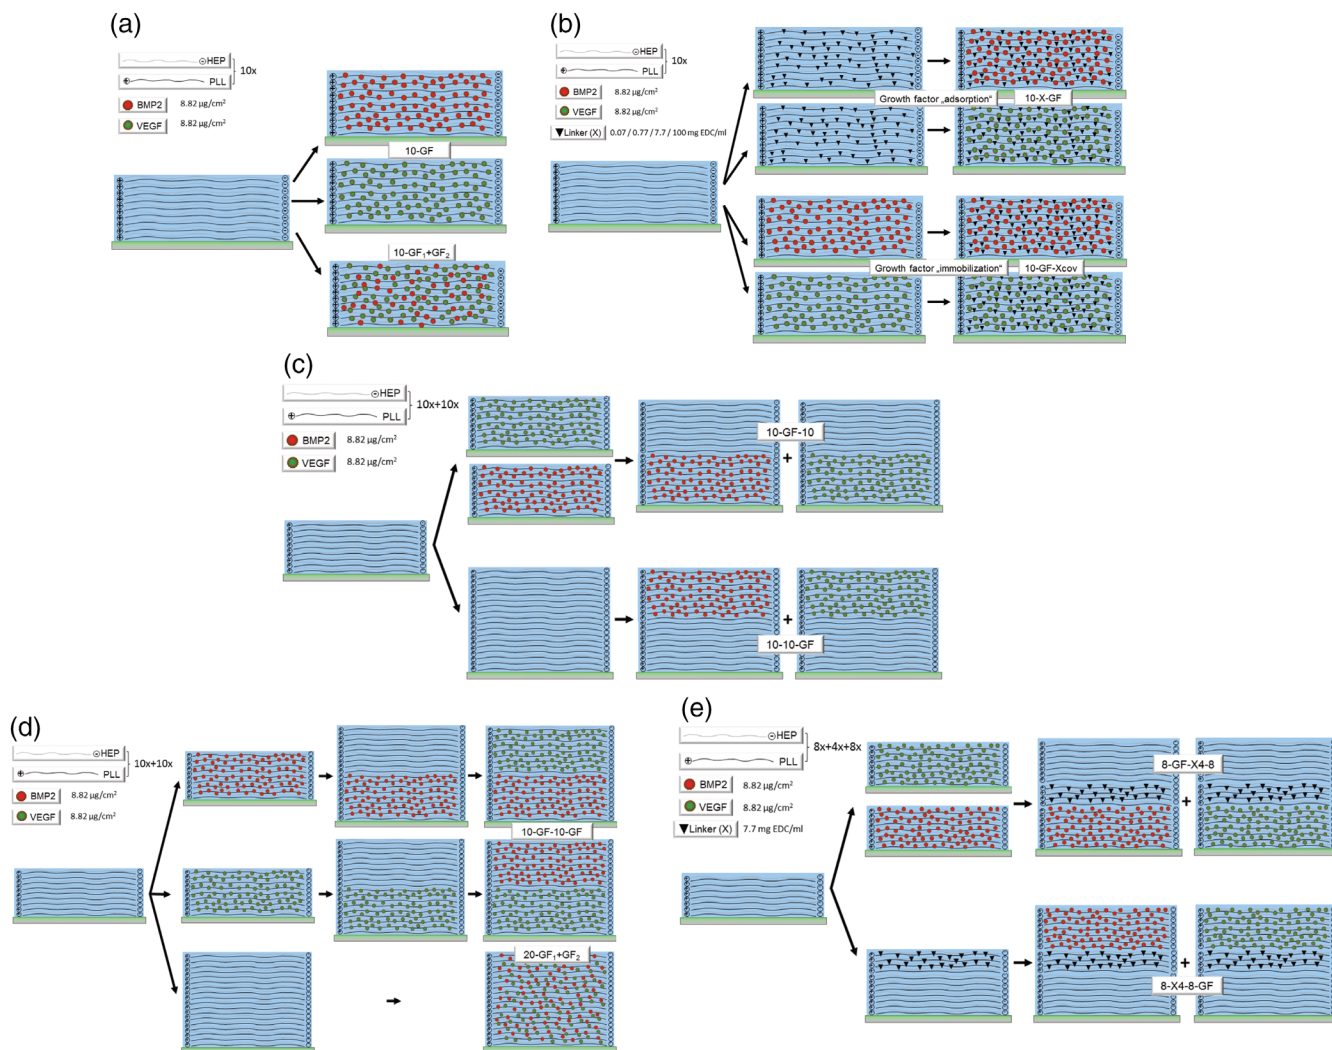 (a)
HEP
PLL
10x
BMP2 8.82 µg/cm²
VEGF 8.82 µg/cm²
10-GF
10-GF₁+GF₂
(b)
HEP
PLL
10x
BMP2 8.82 µg/cm²
VEGF 8.82 µg/cm²
Linker (X) 0.07 / 0.77 / 7.7 / 100 mg EDC/ml
Growth factor „adsorption“ 10-X-GF
Growth factor „immobilization“ 10-GF-Xcov
(c)
HEP
PLL
10x+10x
BMP2 8.82 µg/cm²
VEGF 8.82 µg/cm²
10-GF-10
+
10-10-GF
+
(d)
HEP
PLL
10x+10x
BMP2 8.82 µg/cm²
VEGF 8.82 µg/cm²
10-GF-10-GF
20-GF₁+GF₂
(e)
HEP
PLL
8x+4x+8x
BMP2 8.82 µg/cm²
VEGF 8.82 µg/cm²
Linker (X) 7.7 mg EDC/ml
8-GF-X4-8
+
+
8-X4-8-GF